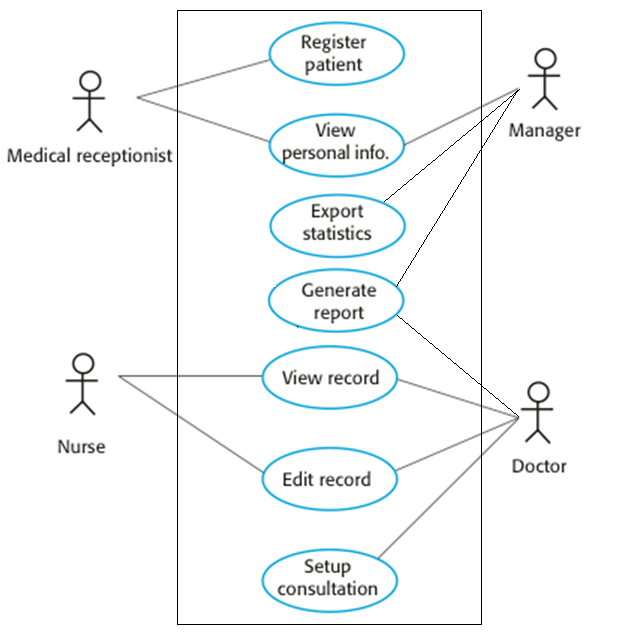 Register
patient
Manager
Medical receptionist
View
personal info.
Export
statistics
Generate
report
View record
Nurse
Doctor
Edit record
Setup
consultation